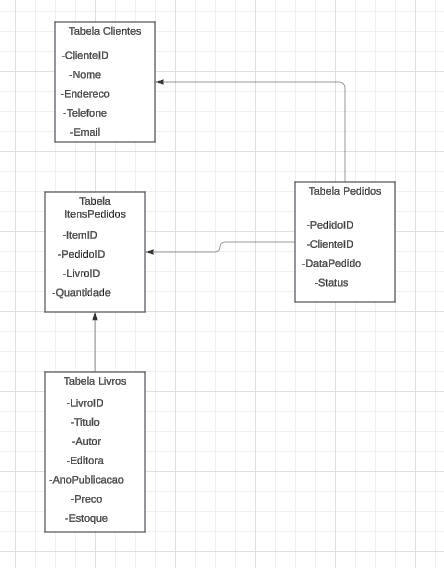 Tabela Clientes
-ClienteID
-Nome
-Endereco
-Telefone
-Email
Tabela
ItensPedidos
-ItemID
-PedidoID
-LivroID
-Quantidade
Tabela Pedidos
-PedidoID
-ClienteID
-DataPedido
-Status
Tabela Livros
-LivroID
-Titulo
-Autor
-Editora
-AnoPublicacao
-Preco
-Estoque